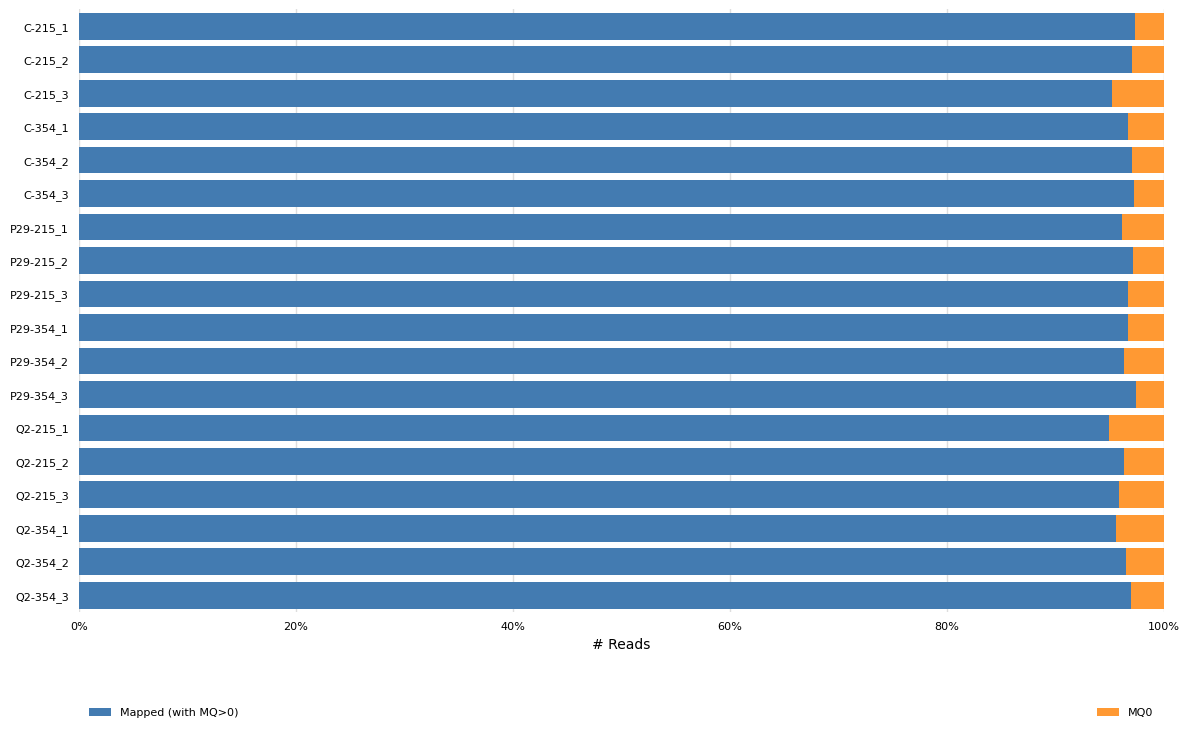 C-215_1
C-215_2
C-215_3
C-354_1
C-354_2
C-354_3
P29-215_1
P29-215_2
P29-215_3
P29-354_1
P29-354_2
P29-354_3
Q2-215_1
Q2-215_2
Q2-215_3
Q2-354_1
Q2-354_2
Q2-354_3
0% 20% 40% 60% 80% 100%
# Reads
Mapped (with MQ>0) MQ0